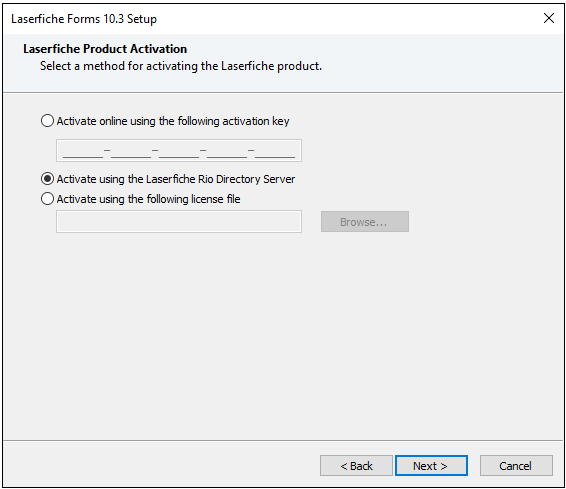 Laserfiche Forms 10.3 Setup
Laserfiche Product Activation
Select a method for activating the Laserfiche product.
Activate online using the following activation key
_____-_____-_____-_____-_____
Activate using the Laserfiche Rio Directory Server
Activate using the following license file
Browse...
< Back Next > Cancel